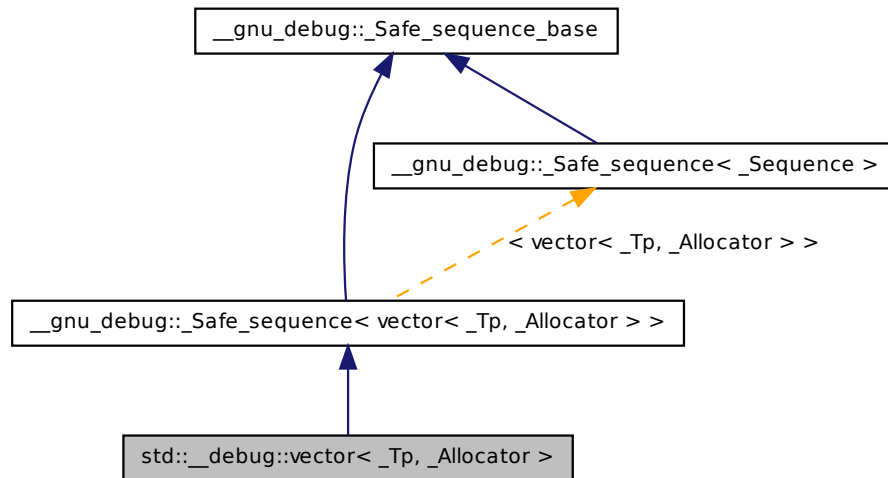 __gnu_debug::_Safe_sequence_base
__gnu_debug::_Safe_sequence< _Sequence >
< vector< _Tp, _Allocator > >
__gnu_debug::_Safe_sequence< vector< _Tp, _Allocator > >
std::__debug::vector< _Tp, _Allocator >